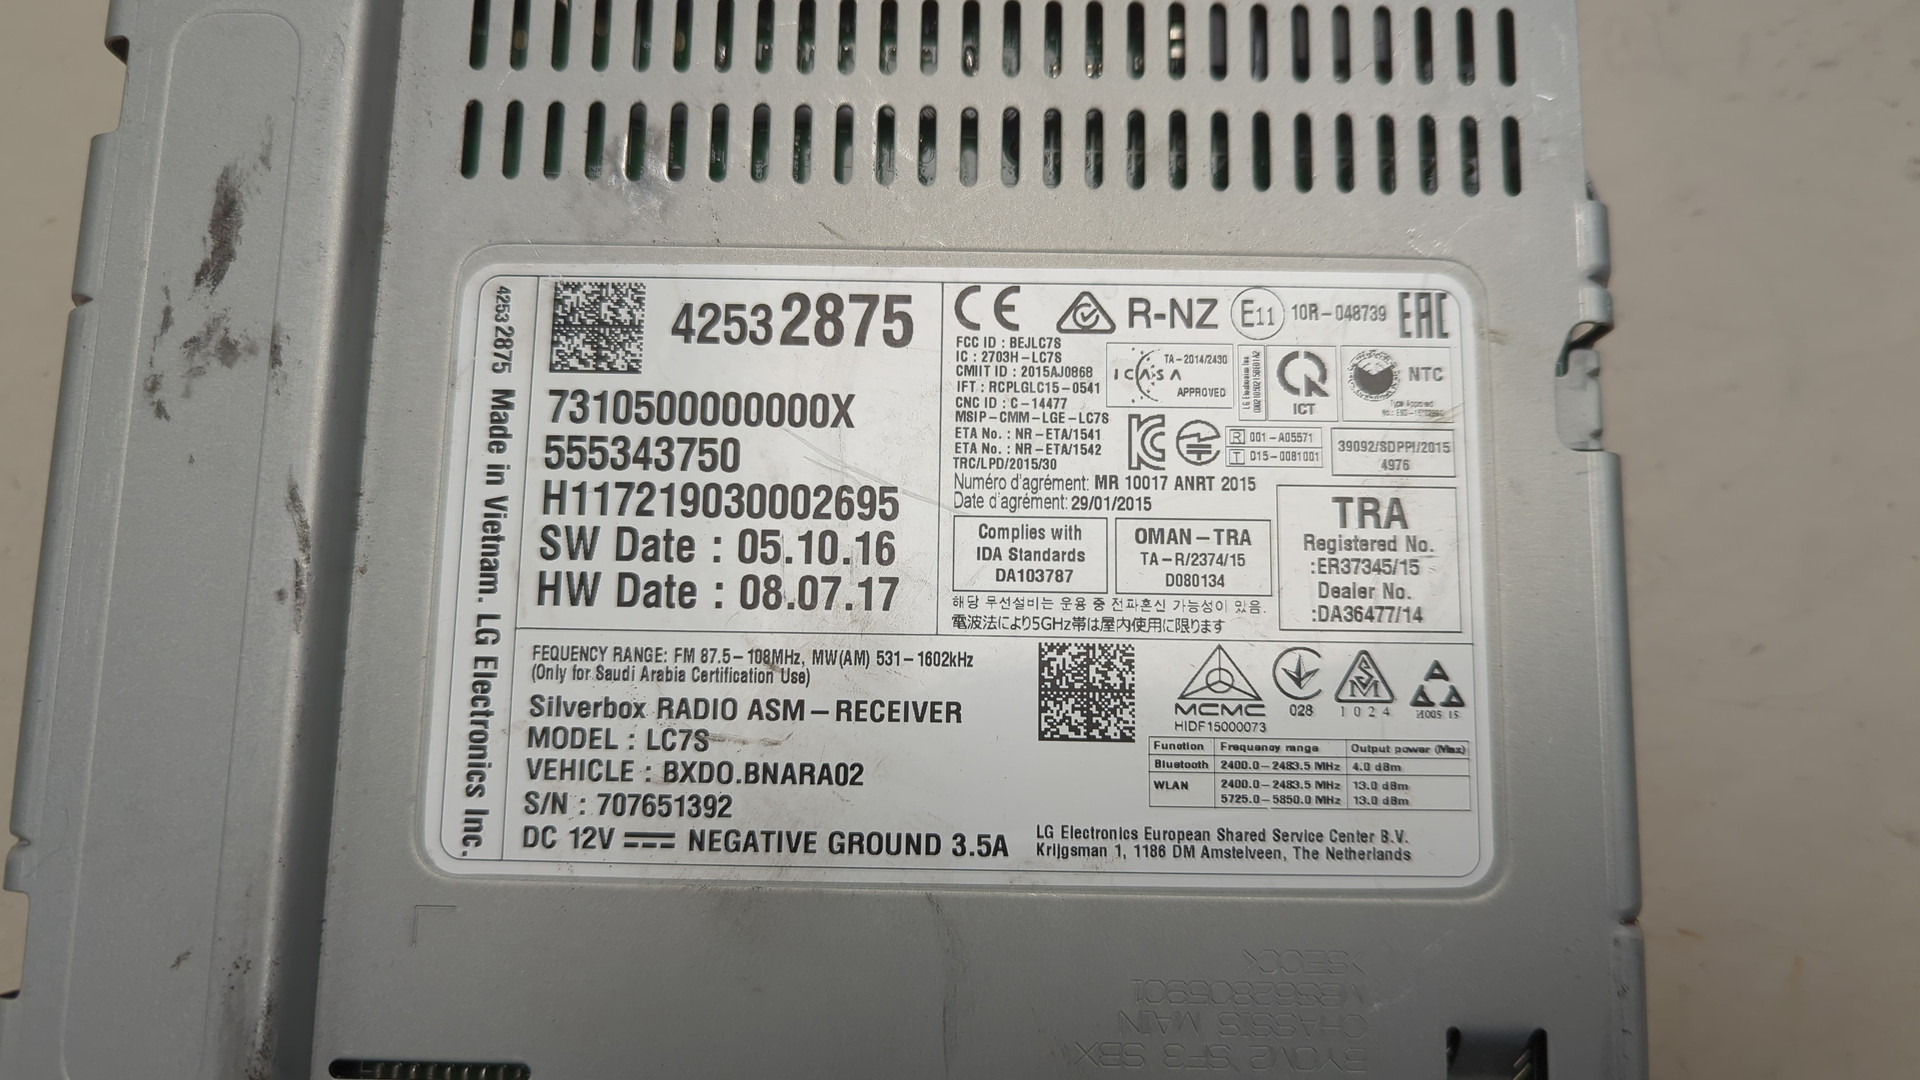 42532875 Made in Vietnam. LG Electronics Inc.
42532875
7310500000000X
555343750
H117219030002695
SW Date : 05.10.16
HW Date : 08.07.17
CE R-NZ E11 10R-048739 EAC
FCC ID : BEJLC7S
IC : 2703H-LC7S
CMIIT ID : 2015AJ0868
IFT : RCPLGLC15-0541
CNC ID : C-14477
MSIP-CMM-LGE-LC7S
ETA No. : NR-ETA/1541
ETA No. : NR-ETA/1542
TRC/LPD/2015/30
Numéro d'agrément: MR 10017 ANRT 2015
Date d'agrément: 29/01/2015
ICASA
TA-2014/2430
APPROVED
LG Electronics Inc
ICT
NTC
Type Approved
R 001-A05571
T D15-0081001
39092/SDPPI/2015
4976
Complies with
IDA Standards
DA103787
OMAN-TRA
TA-R/2374/15
D080134
TRA
Registered No.
:ER37345/15
Dealer No.
:DA36477/14
해당 무선설비는 운용 중 전파혼신 가능성이 있음.
電波法により5GHz帯は屋内使用に限ります
FEQUENCY RANGE: FM 87.5-108MHz, MW(AM) 531-1602kHz
(Only for Saudi Arabia Certification Use)
Silverbox RADIO ASM-RECEIVER
MODEL : LC7S
VEHICLE : BXDO.BNARA02
S/N : 707651392
DC 12V NEGATIVE GROUND 3.5A
MCMC
HIDF15000073
028
SM
1024
Function Frequency range Output power (Max)
Bluetooth 2400.0-2483.5 MHz 4.0 dBm
WLAN 2400.0-2483.5 MHz 13.0 dBm
5725.0-5850.0 MHz 13.0 dBm
LG Electronics European Shared Service Center B.V.
Krijgsman 1, 1186 DM Amstelveen, The Netherlands
CHASSIS MAIN